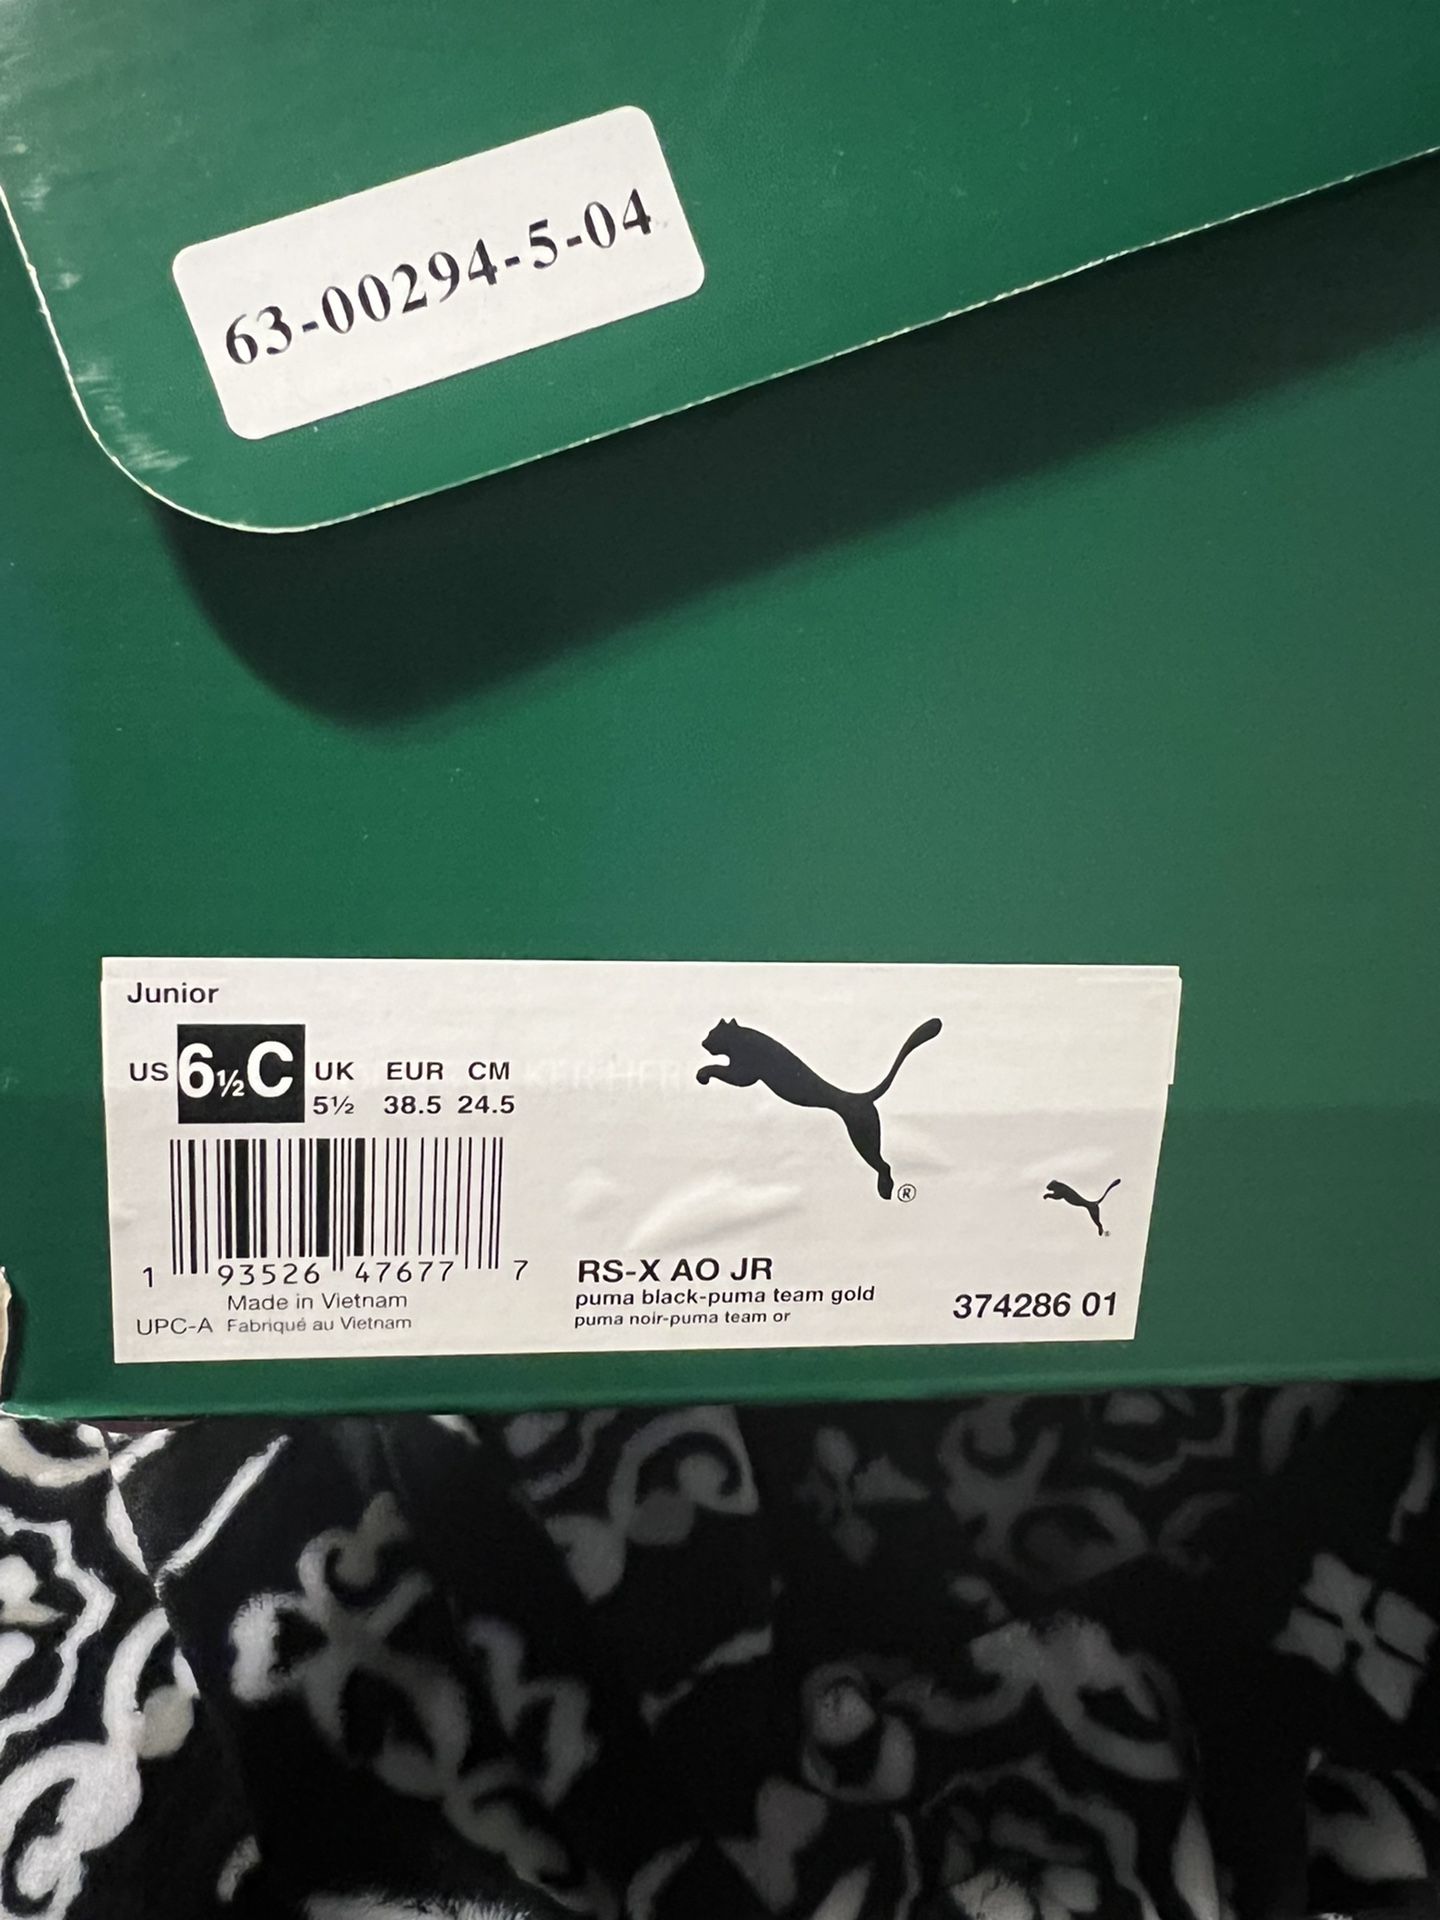 63-00294-5-04
Junior
US 6½C UK EUR CM
5½ 38.5 24.5
1 93526 47677 7
Made in Vietnam
UPC-A Fabriqué au Vietnam
®
RS-X AO JR
puma black-puma team gold
puma noir-puma team or
374286 01